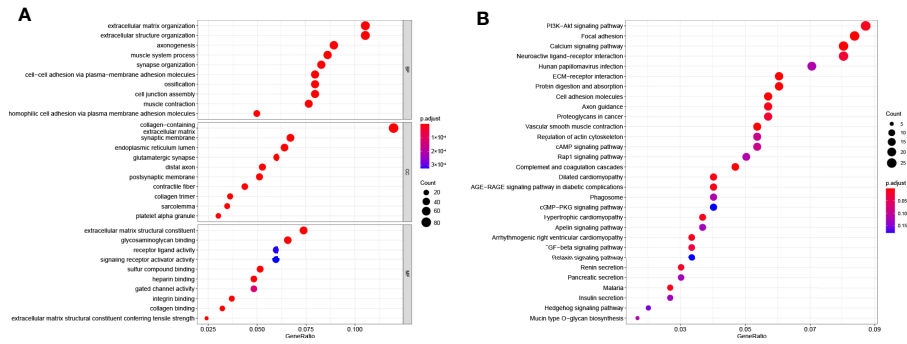 A
extracellular matrix organization
extracellular structure organization
axonogenesis
muscle system process
synapse organization
cell-cell adhesion via plasma-membrane adhesion molecules
ossification
cell junction assembly
muscle contraction
homophilic cell adhesion via plasma membrane adhesion molecules
BP
collagen-containing
extracellular matrix
synaptic membrane
endoplasmic reticulum lumen
glutamatergic synapse
distal axon
postsynaptic membrane
contractile fiber
collagen trimer
sarcolemma
platelet alpha granule
CC
extracellular matrix structural constituent
glycosaminoglycan binding
receptor ligand activity
signaling receptor activator activity
sulfur compound binding
heparin binding
gated channel activity
integrin binding
collagen binding
extracellular matrix structural constituent conferring tensile strength
MF
0.025
0.050
0.075
0.100
GeneRatio
p.adjust
Count
20
40
60
80
B
PI3K-Akt signaling pathway
Focal adhesion
Calcium signaling pathway
Neuroactive ligand-receptor interaction
Human papillomavirus infection
ECM-receptor interaction
Protein digestion and absorption
Cell adhesion molecules
Axon guidance
Proteoglycans in cancer
Vascular smooth muscle contraction
Regulation of actin cytoskeleton
cAMP signaling pathway
Rap1 signaling pathway
Complement and coagulation cascades
Dilated cardiomyopathy
AGE-RAGE signaling pathway in diabetic complications
Phagosome
cGMP-PKG signaling pathway
Hypertrophic cardiomyopathy
Apelin signaling pathway
Arrhythmogenic right ventricular cardiomyopathy
TGF-beta signaling pathway
Relaxin signaling pathway
Renin secretion
Pancreatic secretion
Malaria
Insulin secretion
Hedgehog signaling pathway
Mucin type O-glycan biosynthesis
0.03
0.05
0.07
0.09
GeneRatio
Count
5
10
15
20
25
p.adjust
0.05
0.10
0.15